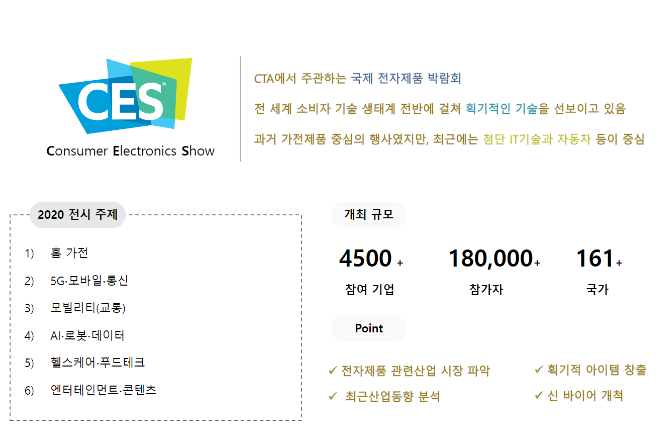 CES
Consumer Electronics Show
CTA에서 주관하는 국제 전자제품 박람회
전 세계 소비자 기술 생태계 전반에 걸쳐 획기적인 기술을 선보이고 있음
과거 가전제품 중심의 행사였지만, 최근에는 첨단 IT기술과 자동차 등이 중심
2020 전시 주제
1) 홈 가전
2) 5G·모바일·통신
3) 모빌리티(교통)
4) AI·로봇·데이터
5) 헬스케어·푸드테크
6) 엔터테인먼트·콘텐츠
개최 규모
4500 + 180,000+ 161+
참여 기업 참가자 국가
Point
✓ 전자제품 관련산업 시장 파악 ✓ 획기적 아이템 창출
✓ 최근산업동향 분석 ✓ 신 바이어 개척